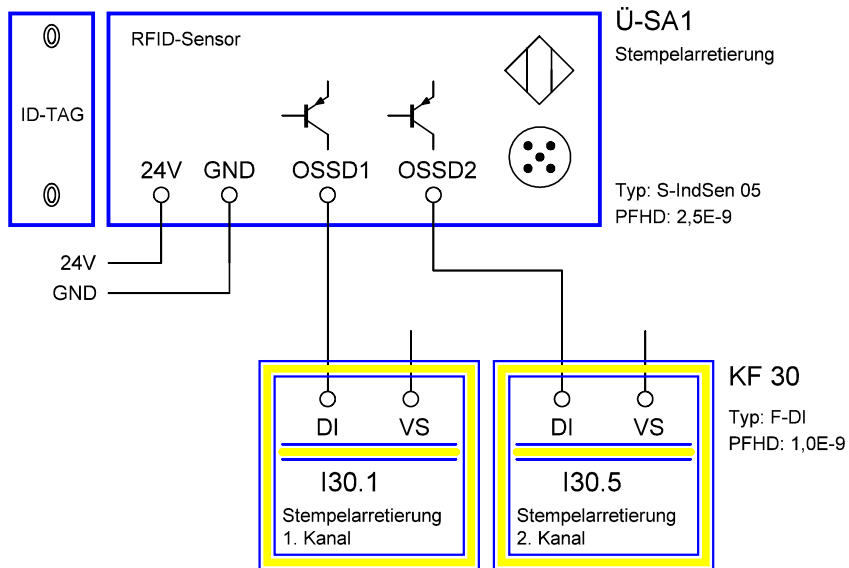 Ü-SA1
RFID-Sensor
Stempelarretierung
ID-TAG
24V GND OSSD1 OSSD2
Typ: S-IndSen 05
PFHD: 2,5E-9
24V
GND
KF 30
DI VS DI VS
Typ: F-DI
PFHD: 1,0E-9
I30.1 I30.5
Stempelarretierung
1. Kanal
Stempelarretierung
2. Kanal